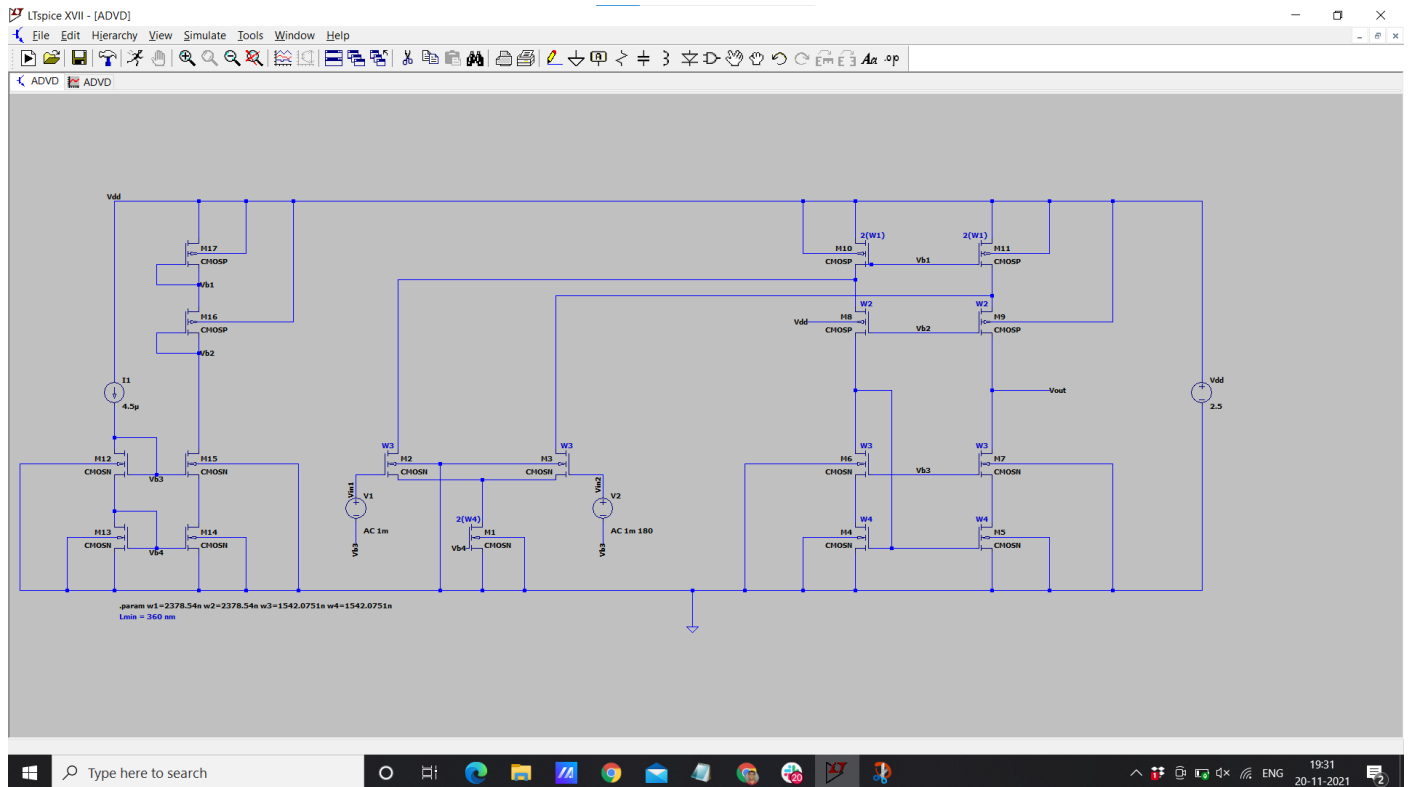 LTspice XVII - [ADVD]
File Edit Hierarchy View Simulate Tools Window Help
Aa .op
ADVD ADVD
Vdd
M17
CMOSP
Vb1
M16
CMOSP
Vb2
I1
4.5µ
M12
CMOSN
Vb3
M15
CMOSN
M13
CMOSN
Vb4
M14
CMOSN
.param w1=2378.54n w2=2378.54n w3=1542.0751n w4=1542.0751n
Lmin = 360 nm
W3
M2
CMOSN
W3
M3
CMOSN
Vin1
V1
AC 1m
Vb3
2(W4)
M1
CMOSN
Vb4
Vin2
V2
AC 1m 180
Vb3
2(W1)
M10
CMOSP
Vb1
2(W1)
M11
CMOSP
W2
M8
Vdd
CMOSP
Vb2
W2
M9
CMOSP
Vout
W3
M6
CMOSN
Vb3
W3
M7
CMOSN
W4
M4
CMOSN
W4
M5
CMOSN
Vdd
2.5
Type here to search
20
ENG
19:31
20-11-2021
2